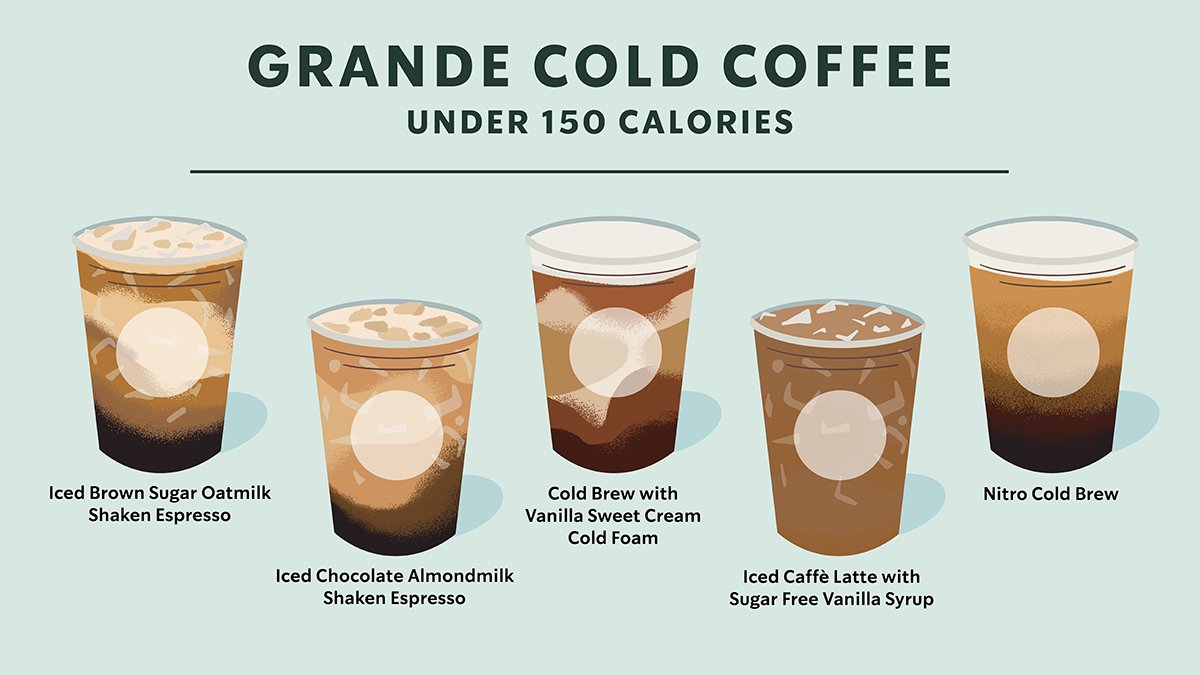 GRANDE COLD COFFEE
UNDER 150 CALORIES
Iced Brown Sugar Oatmilk
Shaken Espresso
Iced Chocolate Almondmilk
Shaken Espresso
Cold Brew with
Vanilla Sweet Cream
Cold Foam
Iced Caffè Latte with
Sugar Free Vanilla Syrup
Nitro Cold Brew